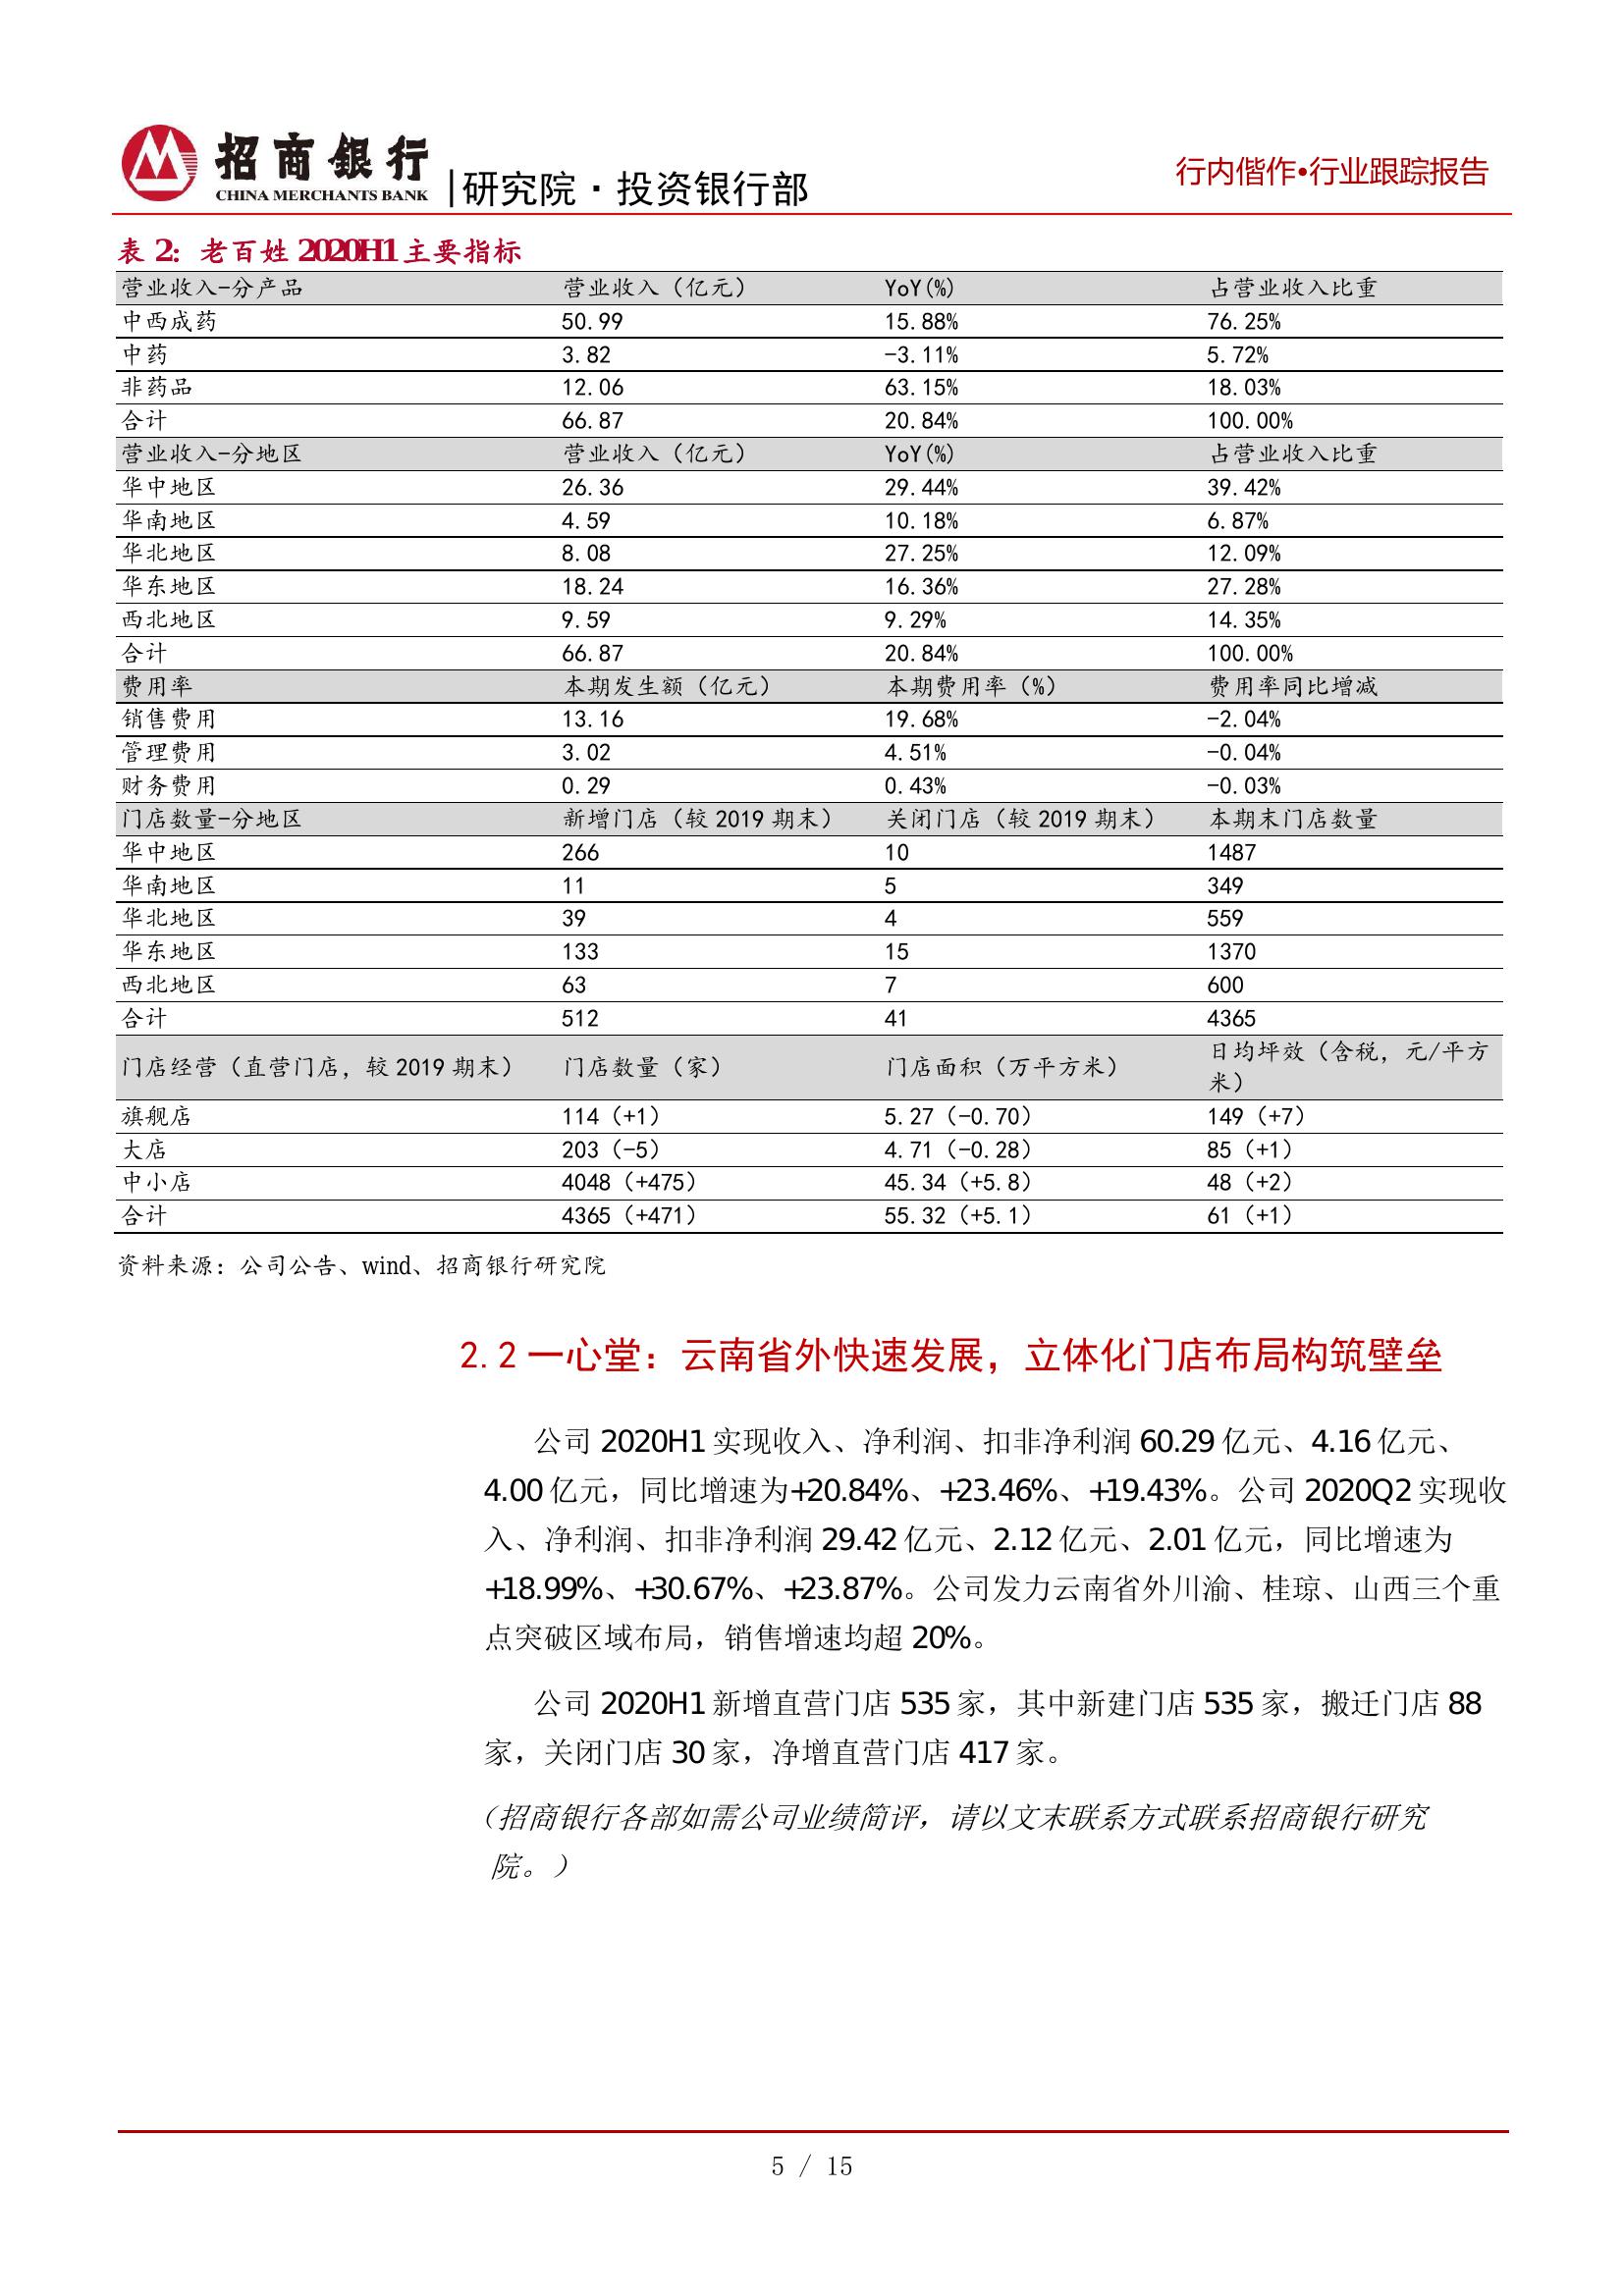 招商银行
CHINA MERCHANTS BANK
|研究院·投资银行部
行内偕作•行业跟踪报告
表 2：老百姓 2020H1 主要指标
营业收入-分产品 营业收入（亿元） YoY(%) 占营业收入比重
中西成药 50.99 15.88% 76.25%
中药 3.82 -3.11% 5.72%
非药品 12.06 63.15% 18.03%
合计 66.87 20.84% 100.00%
营业收入-分地区 营业收入（亿元） YoY(%) 占营业收入比重
华中地区 26.36 29.44% 39.42%
华南地区 4.59 10.18% 6.87%
华北地区 8.08 27.25% 12.09%
华东地区 18.24 16.36% 27.28%
西北地区 9.59 9.29% 14.35%
合计 66.87 20.84% 100.00%
费用率 本期发生额（亿元） 本期费用率（%） 费用率同比增减
销售费用 13.16 19.68% -2.04%
管理费用 3.02 4.51% -0.04%
财务费用 0.29 0.43% -0.03%
门店数量-分地区 新增门店（较 2019 期末） 关闭门店（较 2019 期末） 本期末门店数量
华中地区 266 10 1487
华南地区 11 5 349
华北地区 39 4 559
华东地区 133 15 1370
西北地区 63 7 600
合计 512 41 4365
门店经营（直营门店，较 2019 期末） 门店数量（家） 门店面积（万平方米） 日均坪效（含税，元/平方
米）
旗舰店 114（+1） 5.27（-0.70） 149（+7）
大店 203（-5） 4.71（-0.28） 85（+1）
中小店 4048（+475） 45.34（+5.8） 48（+2）
合计 4365（+471） 55.32（+5.1） 61（+1）
资料来源：公司公告、wind、招商银行研究院
2.2 一心堂：云南省外快速发展，立体化门店布局构筑壁垒
公司 2020H1 实现收入、净利润、扣非净利润 60.29 亿元、4.16 亿元、
4.00 亿元，同比增速为+20.84%、+23.46%、+19.43%。公司 2020Q2 实现收
入、净利润、扣非净利润 29.42 亿元、2.12 亿元、2.01 亿元，同比增速为
+18.99%、+30.67%、+23.87%。公司发力云南省外川渝、桂琼、山西三个重
点突破区域布局，销售增速均超 20%。
公司 2020H1 新增直营门店 535 家，其中新建门店 535 家，搬迁门店 88
家，关闭门店 30 家，净增直营门店 417 家。
（招商银行各部如需公司业绩简评，请以文末联系方式联系招商银行研究
院。）
5 / 15